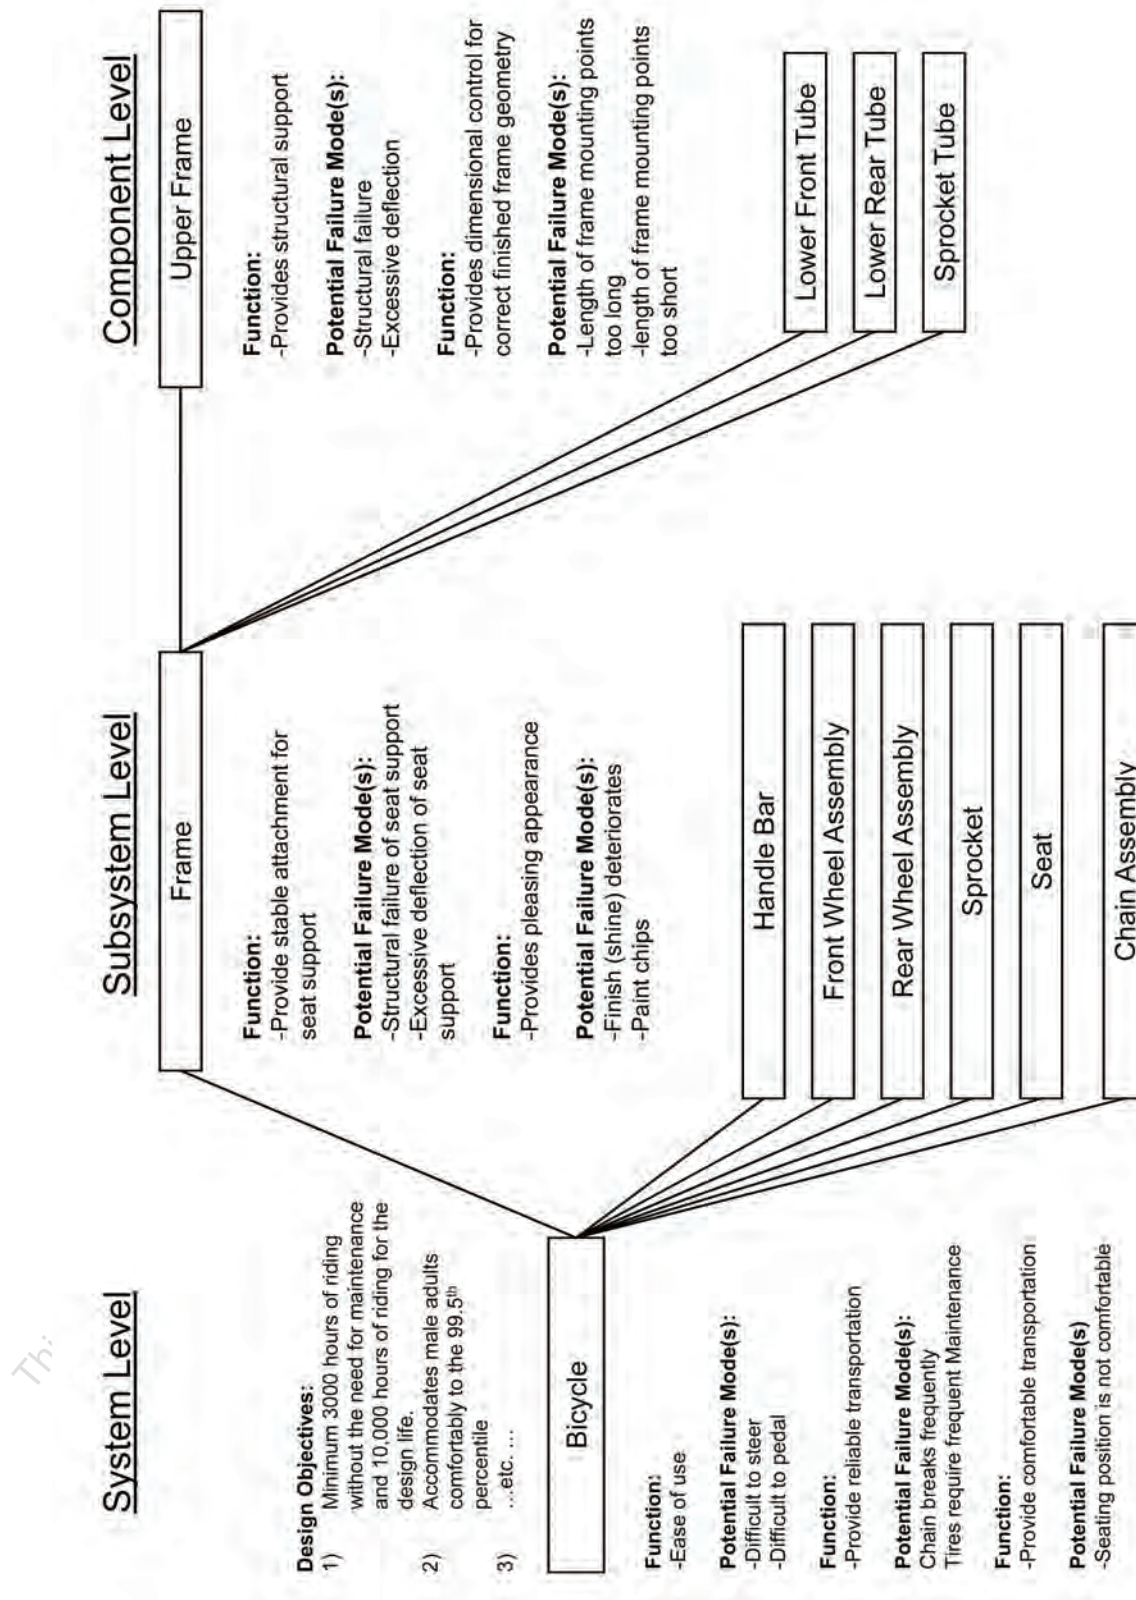 System Level
Design Objectives:
1) Minimum 3000 hours of riding
without the need for maintenance
and 10,000 hours of riding for the
design life.
2) Accommodates male adults
comfortably to the 99.5th
percentile
3) ...etc. ...
Bicycle
Function:
-Ease of use
Potential Failure Mode(s):
-Difficult to steer
-Difficult to pedal
Function:
-Provide reliable transportation
Potential Failure Mode(s):
Chain breaks frequently
Tires require frequent Maintenance
Function:
-Provide comfortable transportation
Potential Failure Mode(s)
-Seating position is not comfortable
Subsystem Level
Frame
Function:
-Provide stable attachment for
seat support
Potential Failure Mode(s):
-Structural failure of seat support
-Excessive deflection of seat
support
Function:
-Provides pleasing appearance
Potential Failure Mode(s):
-Finish (shine) deteriorates
-Paint chips
Handle Bar
Front Wheel Assembly
Rear Wheel Assembly
Sprocket
Seat
Chain Assembly
Component Level
Upper Frame
Function:
-Provides structural support
Potential Failure Mode(s):
-Structural failure
-Excessive deflection
Function:
-Provides dimensional control for
correct finished frame geometry
Potential Failure Mode(s):
-Length of frame mounting points
too long
-length of frame mounting points
too short
Lower Front Tube
Lower Rear Tube
Sprocket Tube